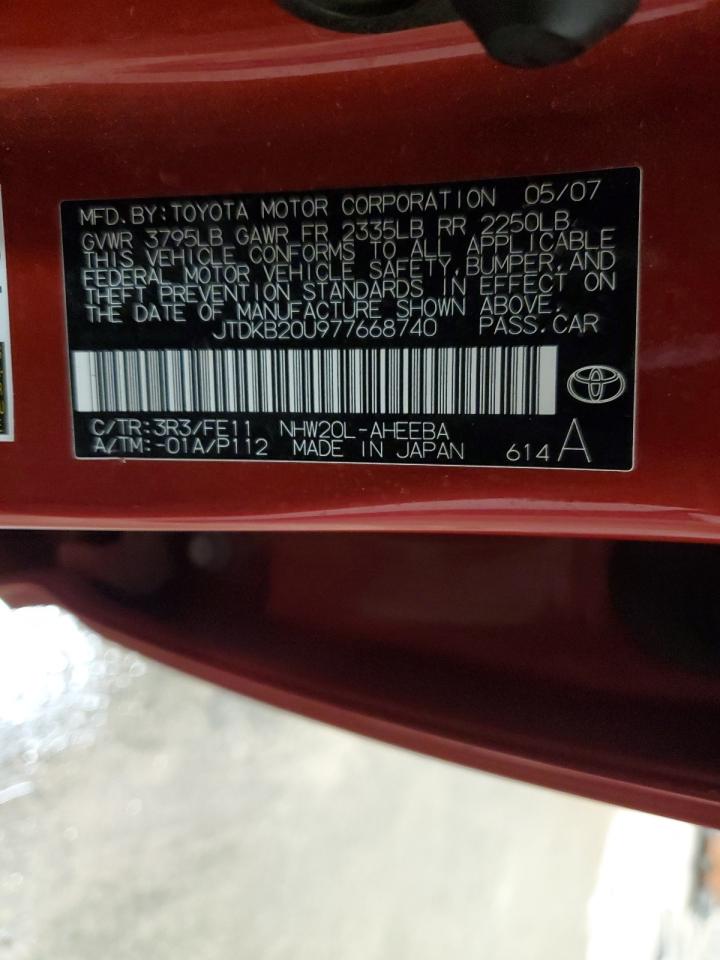 MFD. BY:TOYOTA MOTOR CORPORATION 05/07
GVWR 3795LB GAWR FR 2335LB RR 2250LB
THIS VEHICLE CONFORMS TO ALL APPLICABLE
FEDERAL MOTOR VEHICLE SAFETY,BUMPER,AND
THEFT PREVENTION STANDARDS IN EFFECT ON
THE DATE OF MANUFACTURE SHOWN ABOVE.
JTDKB20U977668740 PASS.CAR
C/TR:3R3/FE11 NHW20L-AHEEBA
A/TM:-01A/P112 MADE IN JAPAN 614 A